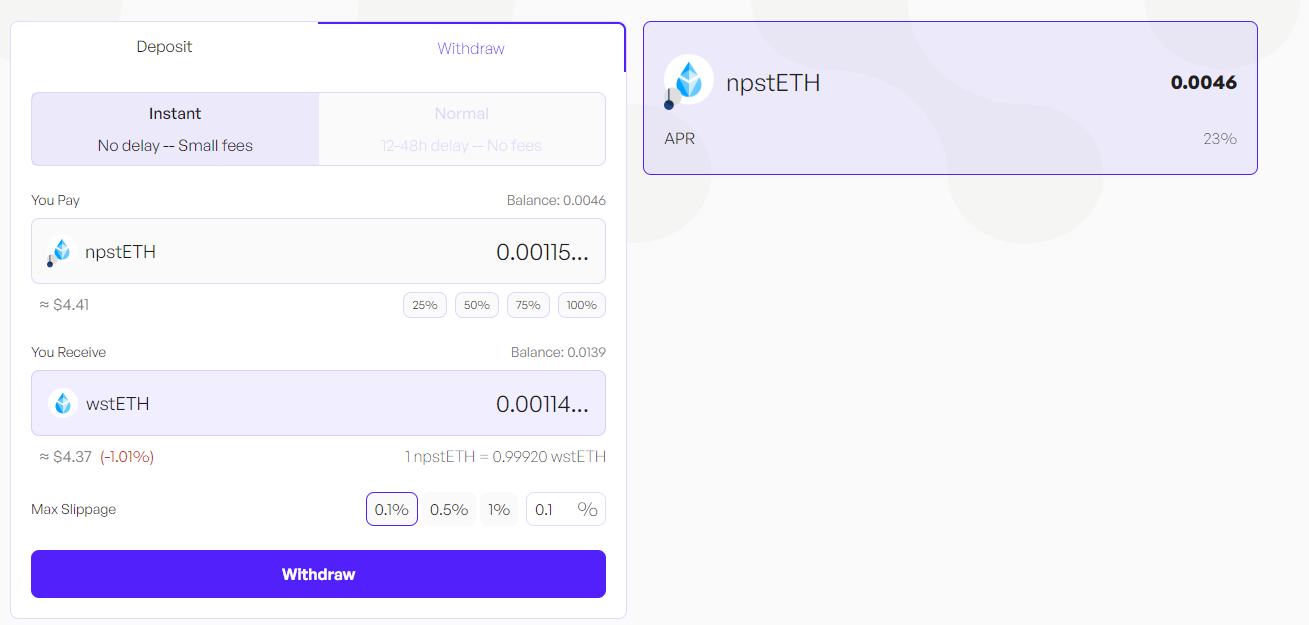 Deposit
Withdraw
Instant
No delay -- Small fees
Normal
12-48h delay — No fees
You Pay
Balance: 0.0046
npstETH
0.00115...
≈ $4.41
25%
50%
75%
100%
You Receive
Balance: 0.0139
wstETH
0.00114...
≈ $4.37 (-1.01%)
1 npstETH = 0.99920 wstETH
Max Slippage
0.1%
0.5%
1%
0.1 %
Withdraw
npstETH
0.0046
APR
23%